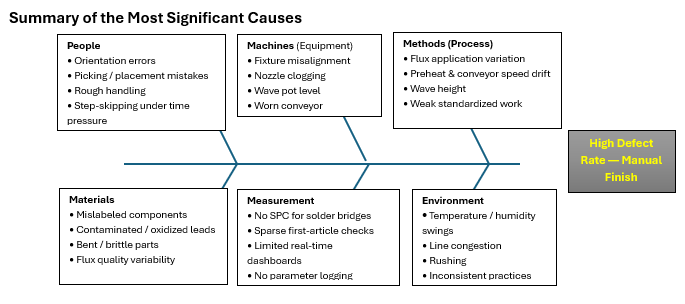 Summary of the Most Significant Causes
People
• Orientation errors
• Picking / placement mistakes
• Rough handling
• Step-skipping under time
pressure
Machines (Equipment)
• Fixture misalignment
• Nozzle clogging
• Wave pot level
• Worn conveyor
Methods (Process)
• Flux application variation
• Preheat & conveyor speed drift
• Wave height
• Weak standardized work
High Defect
Rate — Manual
Finish
Materials
• Mislabeled components
• Contaminated / oxidized leads
• Bent / brittle parts
• Flux quality variability
Measurement
• No SPC for solder bridges
• Sparse first-article checks
• Limited real-time
dashboards
• No parameter logging
Environment
• Temperature / humidity
swings
• Line congestion
• Rushing
• Inconsistent practices